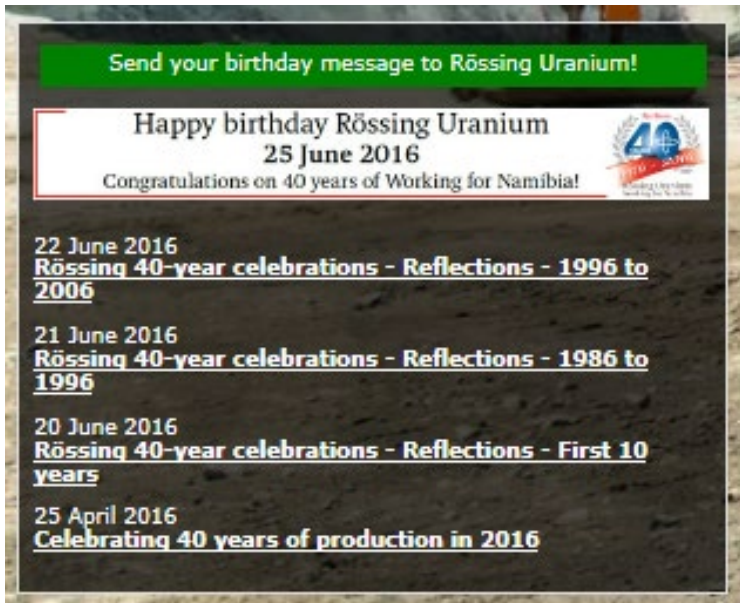 Send your birthday message to Rössing Uranium!
Happy birthday Rössing Uranium
25 June 2016
Congratulations on 40 years of Working for Namibia!
40
22 June 2016
Rössing 40-year celebrations - Reflections - 1996 to
2006
21 June 2016
Rössing 40-year celebrations - Reflections - 1986 to
1996
20 June 2016
Rössing 40-year celebrations - Reflections - First 10
years
25 April 2016
Celebrating 40 years of production in 2016